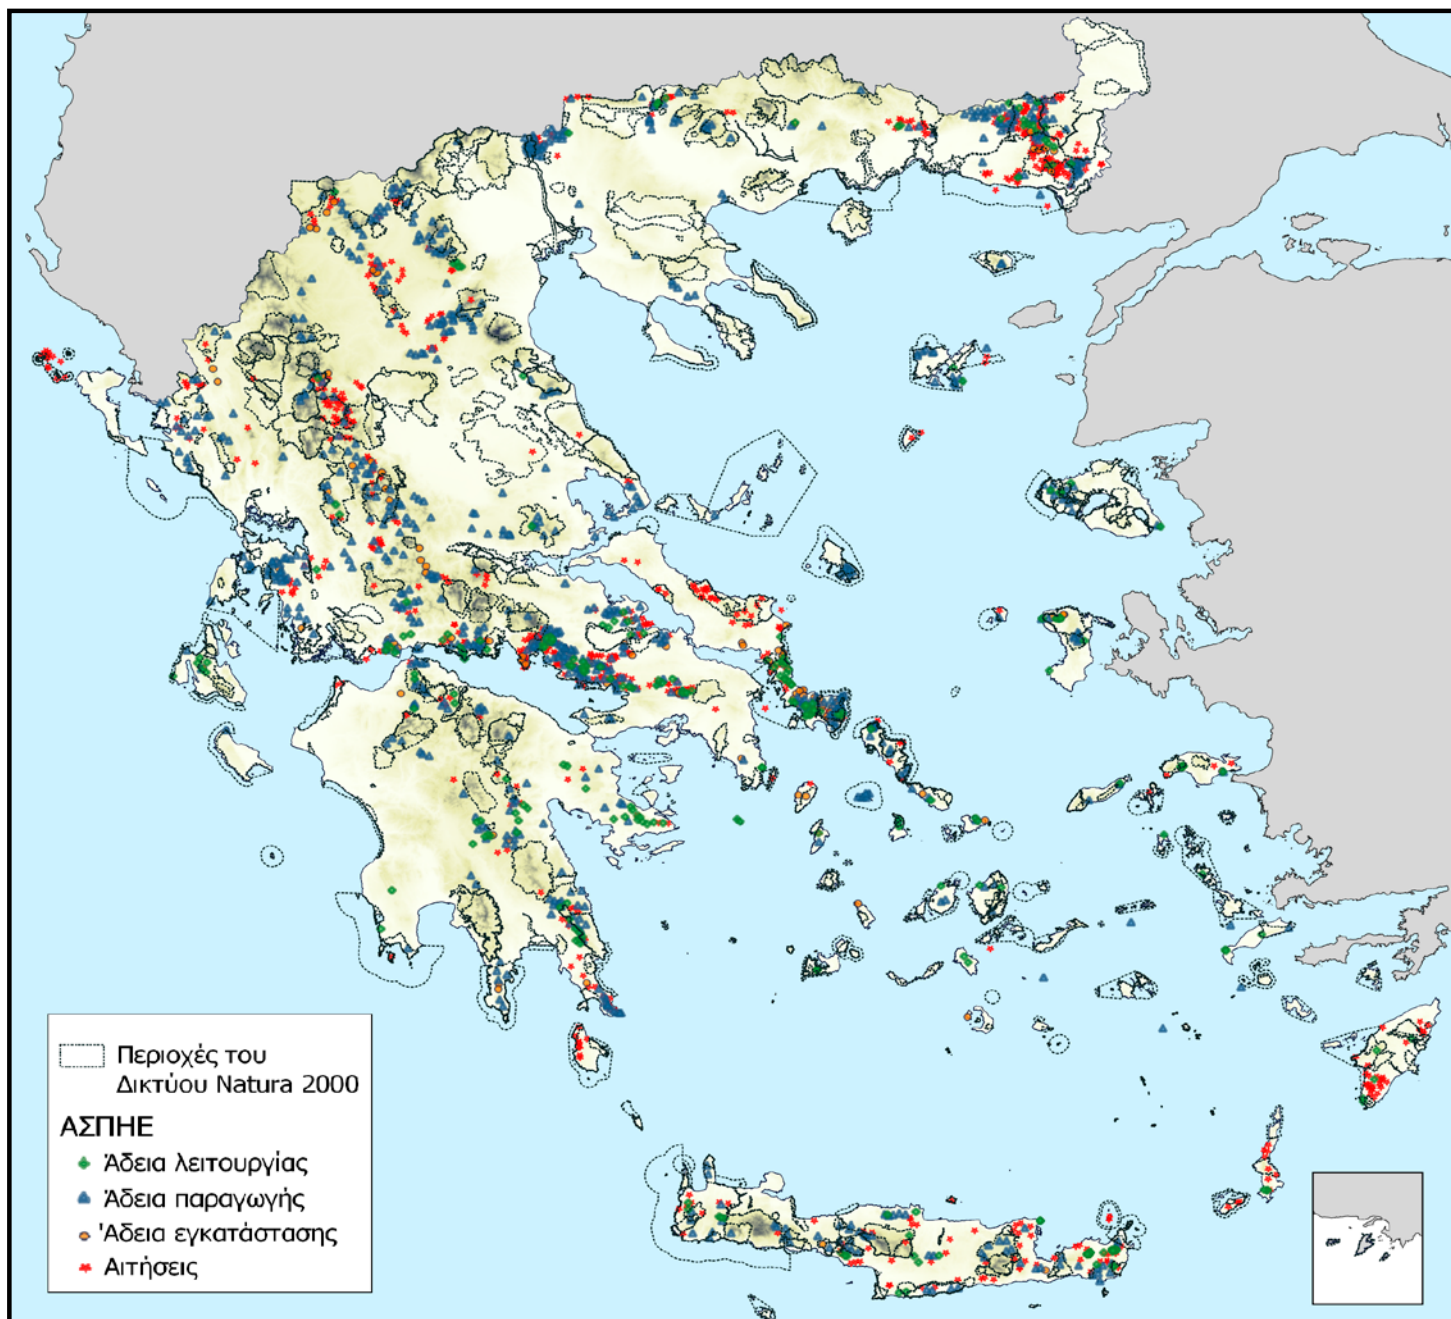 Περιοχές του
Δικτύου Natura 2000
ΑΣΠΗΕ
Άδεια λειτουργίας
Άδεια παραγωγής
'Άδεια εγκατάστασης
Αιτήσεις